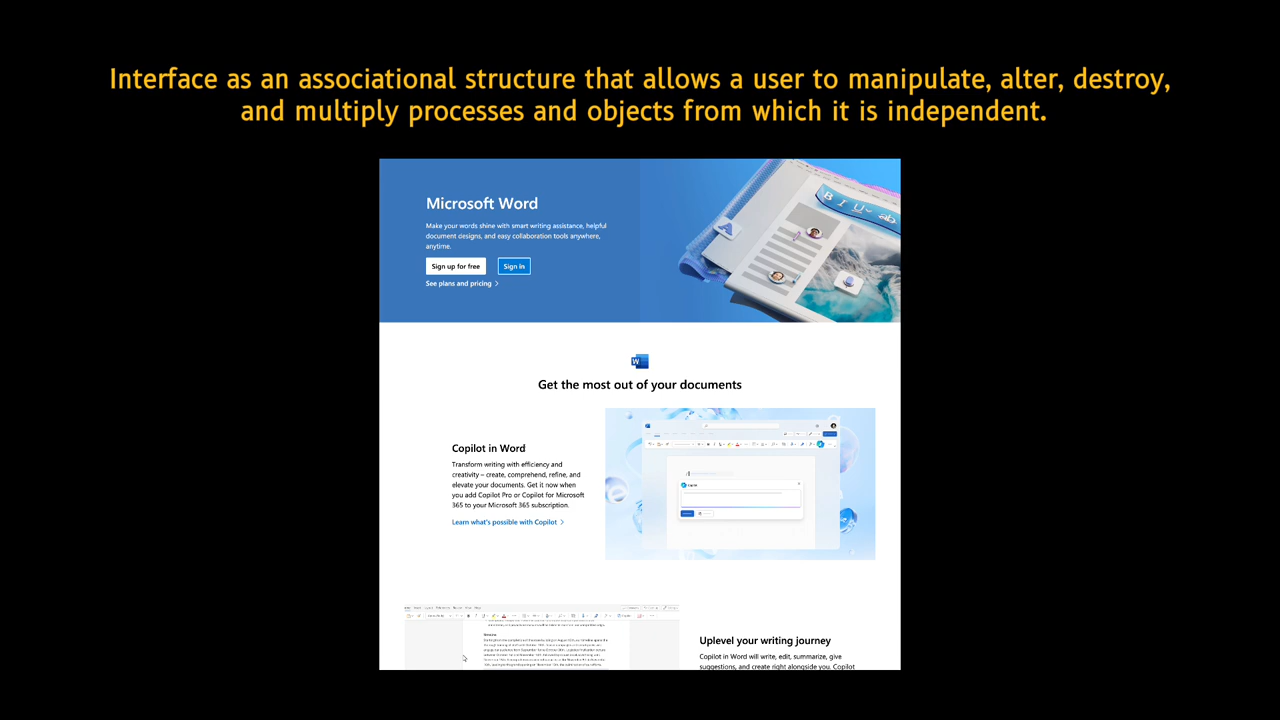 Interface as an associational structure that allows a user to manipulate, alter, destroy,
and multiply processes and objects from which it is independent.
Microsoft Word
Make your words shine with smart writing assistance, helpful
document designs, and easy collaboration tools anywhere,
anytime.
Sign up for free
Sign in
See plans and pricing
B I U ab
A
W
Get the most out of your documents
Copilot in Word
Transform writing with efficiency and
creativity – create, comprehend, refine, and
elevate your documents. Get it now when
you add Copilot Pro or Copilot for Microsoft
365 to your Microsoft 365 subscription.
Learn what's possible with Copilot
Uplevel your writing journey
Copilot in Word will write, edit, summarize, give
suggestions, and create right alongside you. Copilot